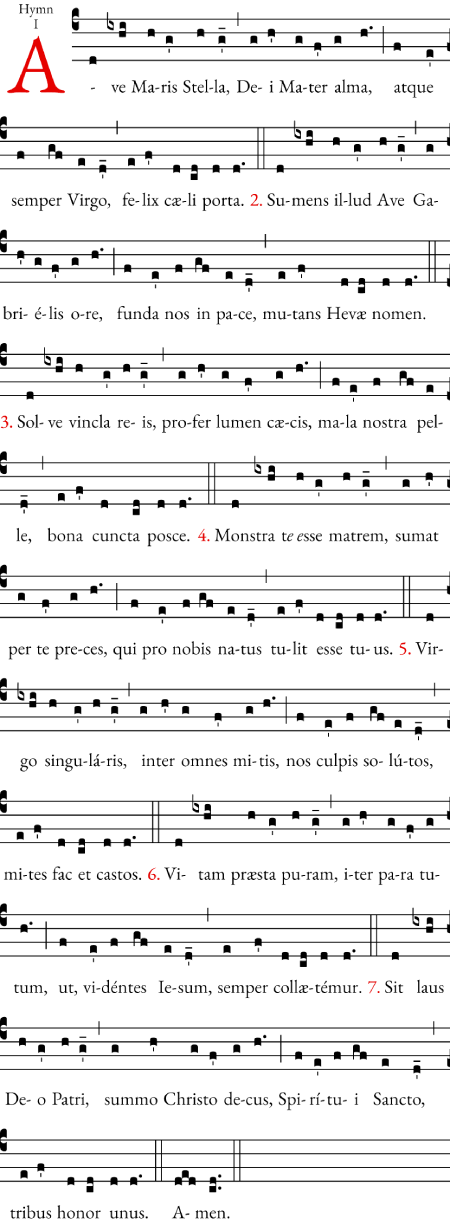 Hymn
I
A - ve Ma-ris Stel-la, De- i Ma-ter alma, atque
semper Virgo, fe-lix cæ-li porta. 2. Su-mens il-lud Ave Ga-
bri- é-lis o-re, funda nos in pa-ce, mu-tans Hevæ nomen.
3. Sol-ve vincla re- is, pro-fer lumen cæ-cis, ma-la nostra pel-
le, bona cuncta posce. 4. Monstra te esse matrem, sumat
per te pre-ces, qui pro nobis na-tus tu-lit esse tu-us. 5. Vir-
go singu-lá-ris, inter omnes mi-tis, nos culpis so- lú-tos,
mi-tes fac et castos. 6. Vi- tam præsta pu-ram, i-ter pa-ra tu-
tum, ut, vi-déntes Ie-sum, semper collæ-témur. 7. Sit laus
De- o Patri, summo Christo de-cus, Spi-rí-tu- i Sancto,
tribus honor unus. A- men.